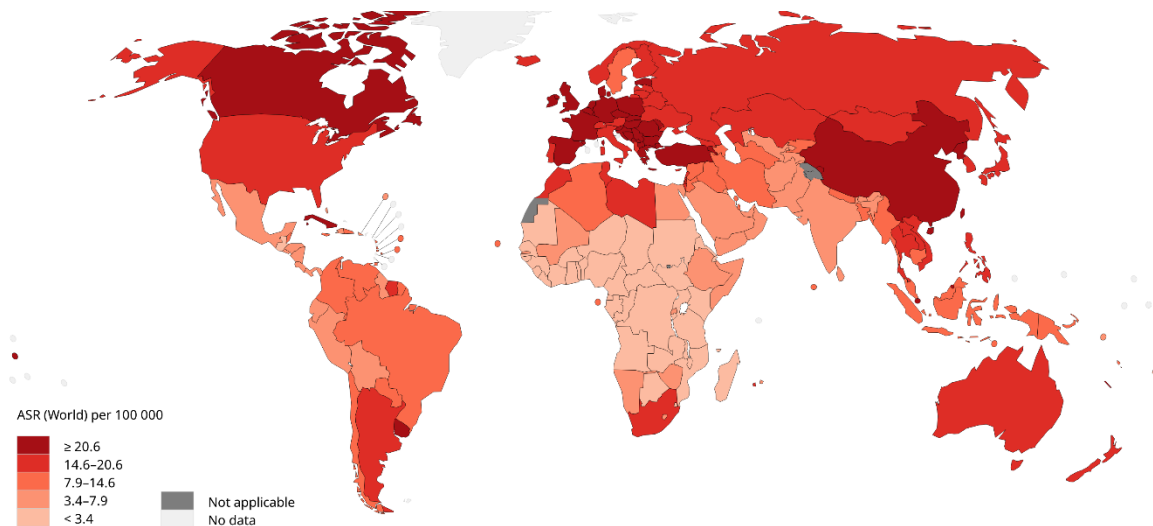 ASR (World) per 100 000
≥ 20.6
14.6–20.6
7.9–14.6
3.4–7.9
< 3.4
Not applicable
No data